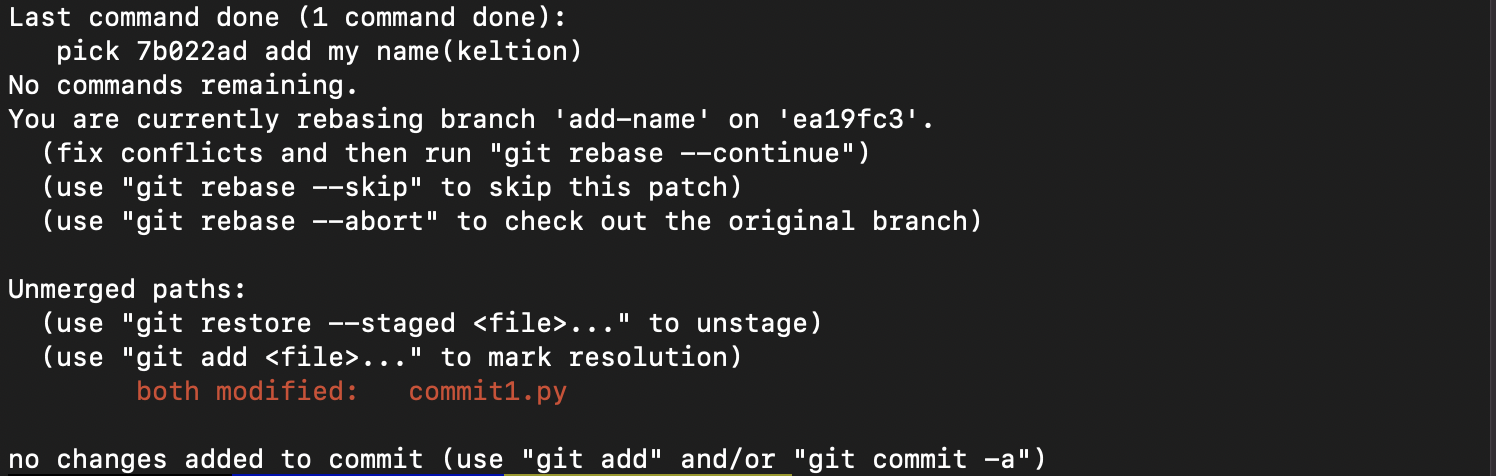 Last command done (1 command done):
   pick 7b022ad add my name(keltion)
No commands remaining.
You are currently rebasing branch 'add-name' on 'ea19fc3'.
  (fix conflicts and then run "git rebase --continue")
  (use "git rebase --skip" to skip this patch)
  (use "git rebase --abort" to check out the original branch)

Unmerged paths:
  (use "git restore --staged <file>..." to unstage)
  (use "git add <file>..." to mark resolution)
        both modified:   commit1.py

no changes added to commit (use "git add" and/or "git commit -a")